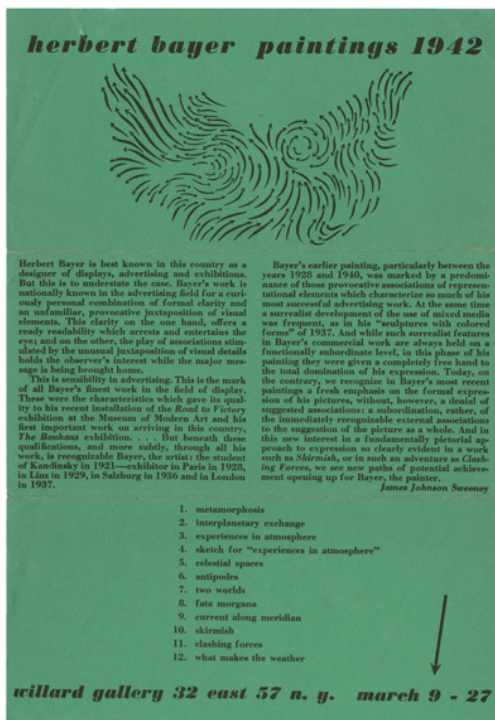 herbert bayer paintings 1942
Herbert Bayer is best known in this country as a
designer of displays, advertising and exhibitions.
But this is to understate the case. Bayer's work is
nationally known in the advertising field for a curi-
ously personal combination of formal clarity and
an unfamiliar, provocative juxtaposition of visual
elements. This clarity on the one hand, offers a
ready readability which arrests and entertains the
eye; and on the other, the play of associations stim-
ulated by the unusual juxtaposition of visual details
holds the observer's interest while the major mes-
sage is being brought home.
This is sensibility in advertising. This is the mark
of all Bayer's finest work in the field of display.
These were the characteristics which gave its qual-
ity to his recent installation of the Road to Victory
exhibition at the Museum of Modern Art and his
first important work on arriving in this country,
The Bauhaus exhibition. . . . But beneath these
qualifications, and more subtly, through all his
work, is recognizable Bayer, the artist: the student
of Kandinsky in 1921—exhibitor in Paris in 1928,
in Linz in 1929, in Salzburg in 1936 and in London
in 1937.
Bayer's earlier painting, particularly between the
years 1928 and 1940, was marked by a predomi-
nance of those provocative associations of represen-
tational elements which characterize so much of his
most successful advertising work. At the same time
a surrealist development of the use of mixed media
was frequent, as in his "sculptures with colored
forms" of 1937. And while such surrealist features
in Bayer's commercial work are always held on a
functionally subordinate level, in this phase of his
painting they were given a completely free hand to
the total domination of his expression. Today, on
the contrary, we recognize in Bayer's most recent
paintings a fresh emphasis on the formal expres-
sion of his pictures, without, however, a denial of
suggested associations: a subordination, rather, of
the immediately recognizable external associations
to the suggestion of the picture as a whole. And in
this new interest in a fundamentally pictorial ap-
proach to expression so clearly evident in a work
such as Skirmish, or in such an adventure as Clash-
ing Forces, we see new paths of potential achieve-
ment opening up for Bayer, the painter.
James Johnson Sweeney
1. metamorphosis
2. interplanetary exchange
3. experiences in atmosphere
4. sketch for "experiences in atmosphere"
5. celestial spaces
6. antipodes
7. two worlds
8. fata morgana
9. current along meridian
10. skirmish
11. clashing forces
12. what makes the weather
willard gallery 32 east 57 n. y. march 9 - 27